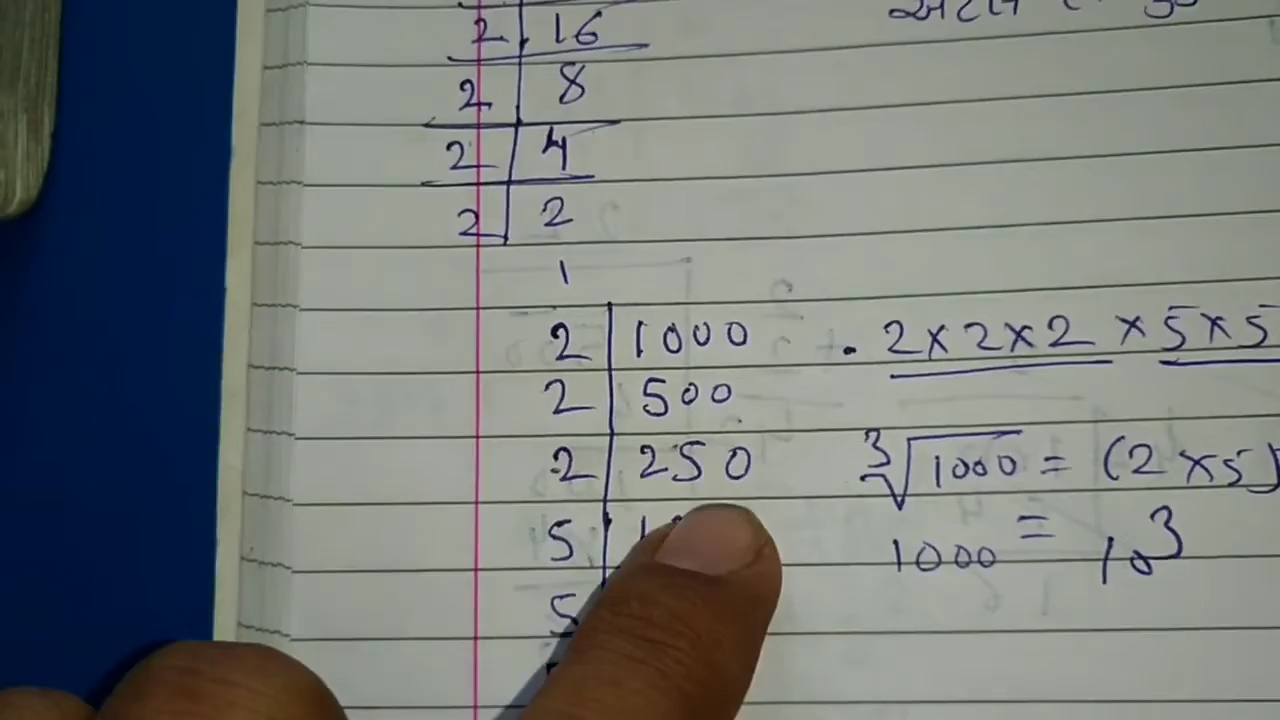 2 | 16
2 | 8
2 | 4
2 | 2
1
2 | 1000 . 2 × 2 × 2 × 5 × 5
2 | 500
2 | 250 ∛1000 = (2 × 5)
5 | 1
1000 = 10³
5